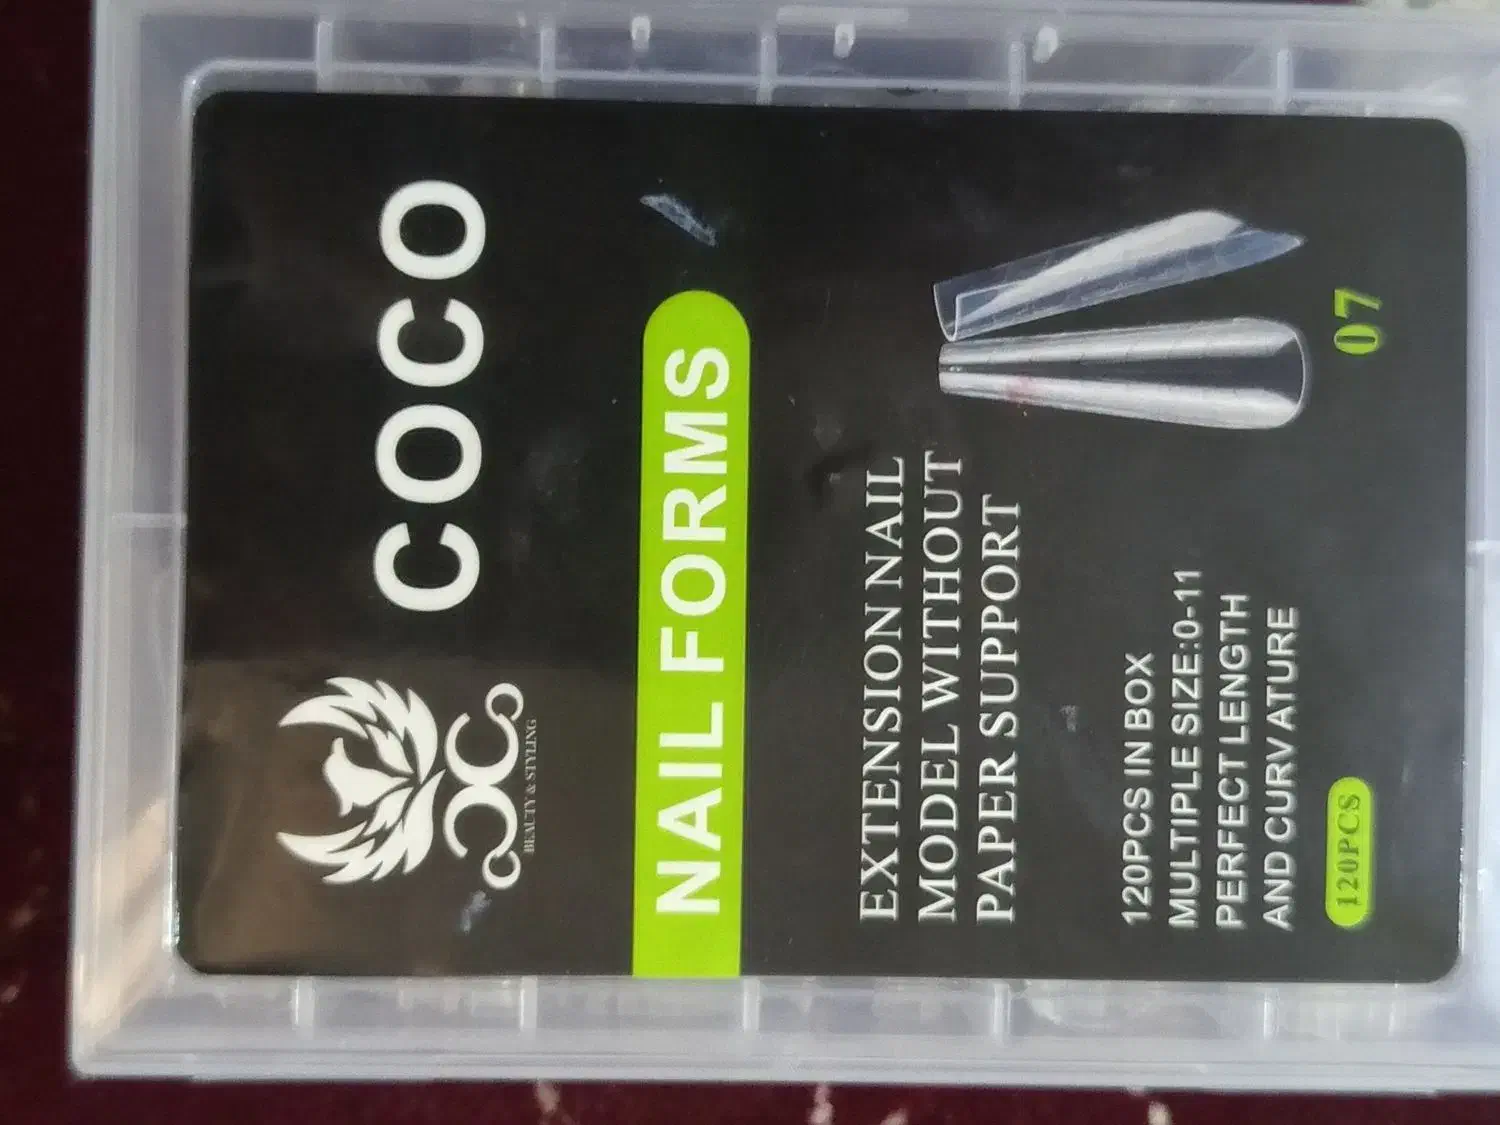 COCO
BEAUTY & STYLING
NAIL FORMS
EXTENSION NAIL
MODEL WITHOUT
PAPER SUPPORT
120PCS IN BOX
MULTIPLE SIZE:0-11
PERFECT LENGTH
AND CURVATURE
120PCS
07